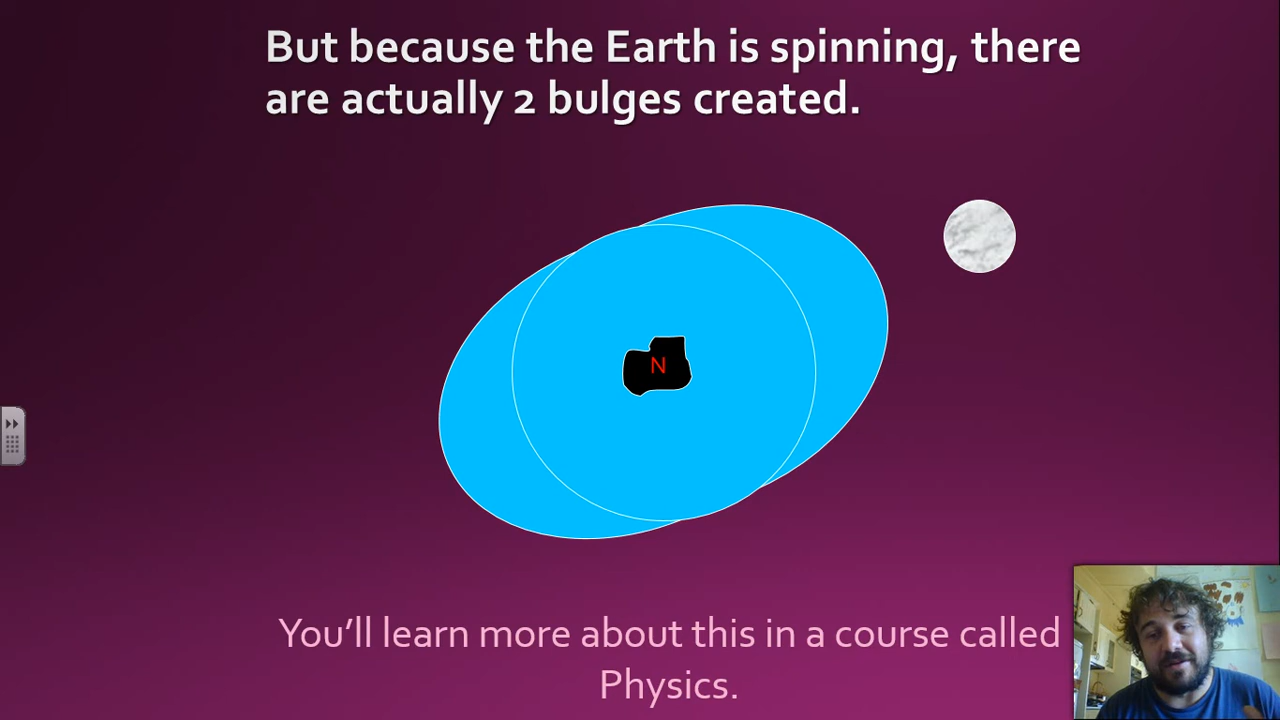 But because the Earth is spinning, there
are actually 2 bulges created.
N
You’ll learn more about this in a course called
Physics.